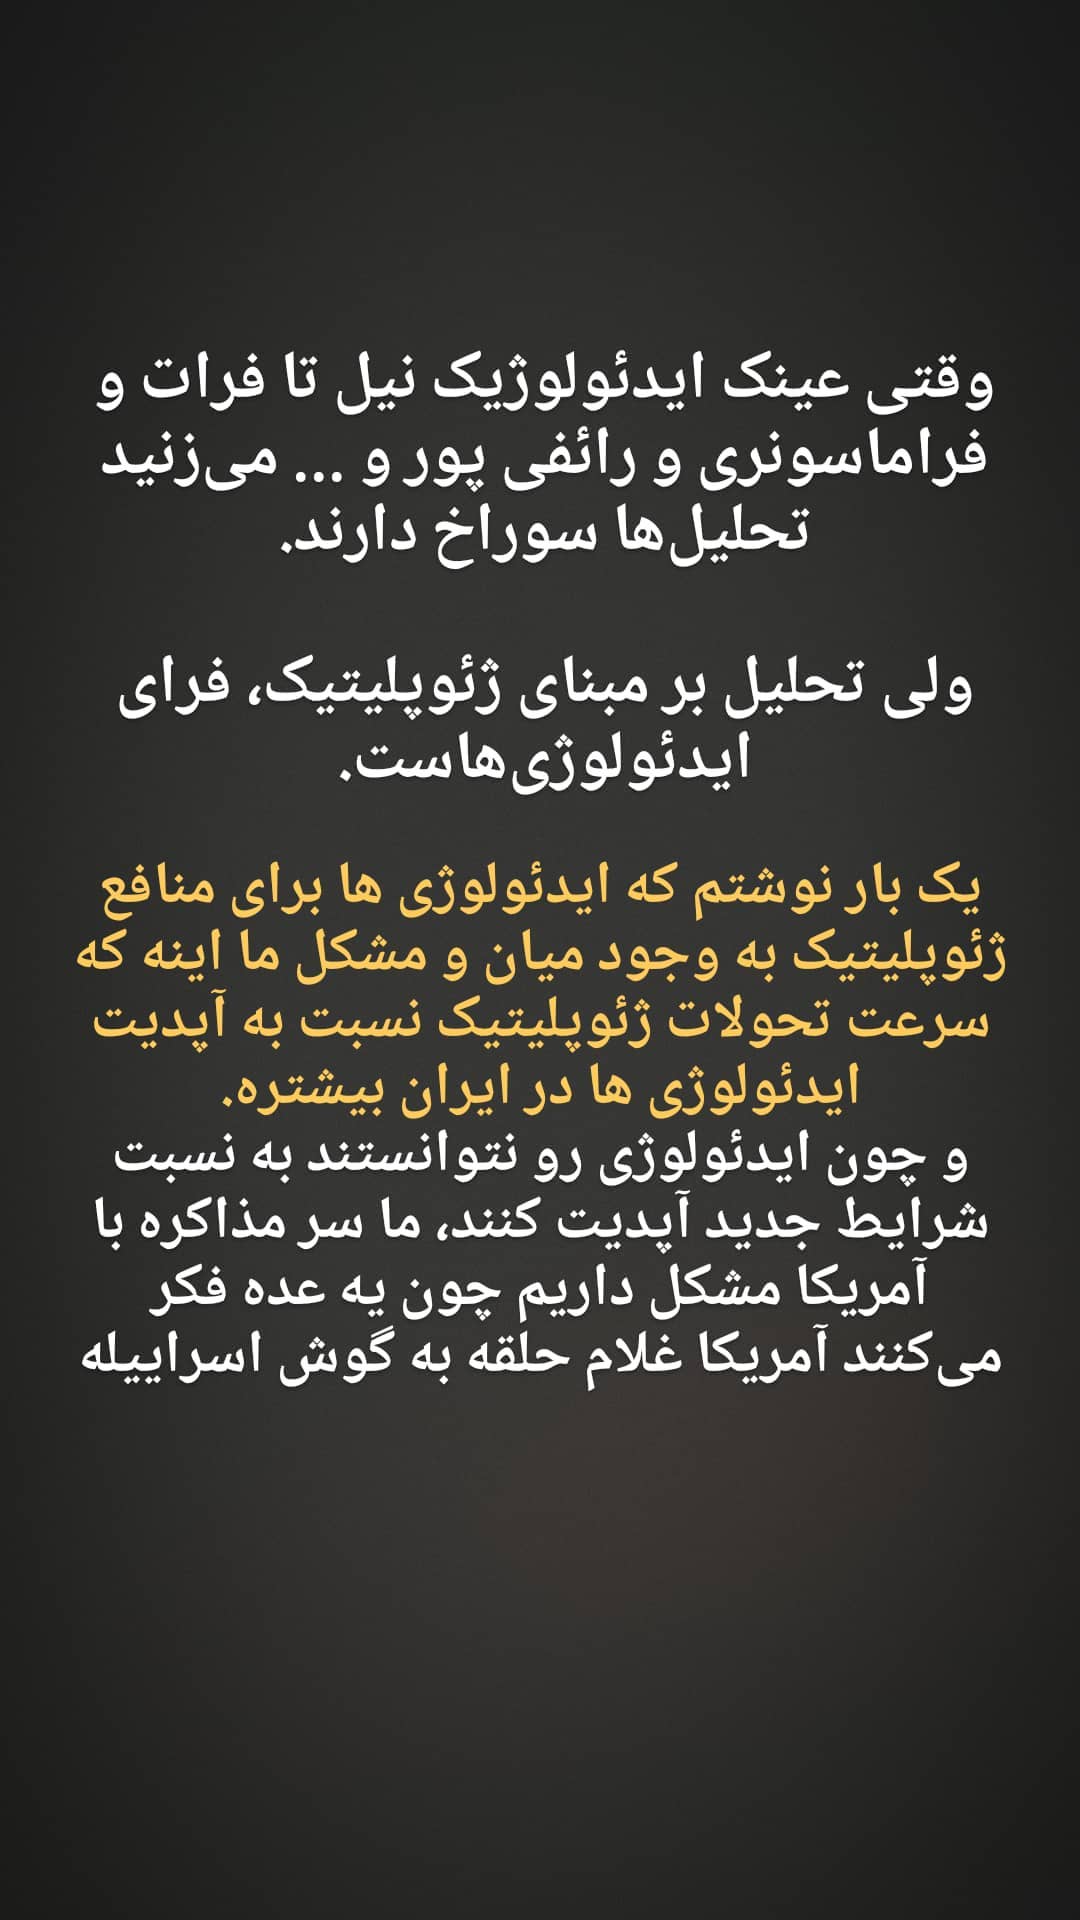 وقتی عینک ایدئولوژیک نیل تا فرات و
فراماسونری و رائفی پور و ... می‌زنید
تحلیل‌ها سوراخ دارند.
ولی تحلیل بر مبنای ژئوپلیتیک، فرای
ایدئولوژی‌هاست.
یک بار نوشتم که ایدئولوژی ها برای منافع
ژئوپلیتیک به وجود میان و مشکل ما اینه که
سرعت تحولات ژئوپلیتیک نسبت به آپدیت
ایدئولوژی ها در ایران بیشتره.
و چون ایدئولوژی رو نتوانستند به نسبت
شرایط جدید آپدیت کنند، ما سر مذاکره با
آمریکا مشکل داریم چون یه عده فکر
می‌کنند آمریکا غلام حلقه به گوش اسراییله